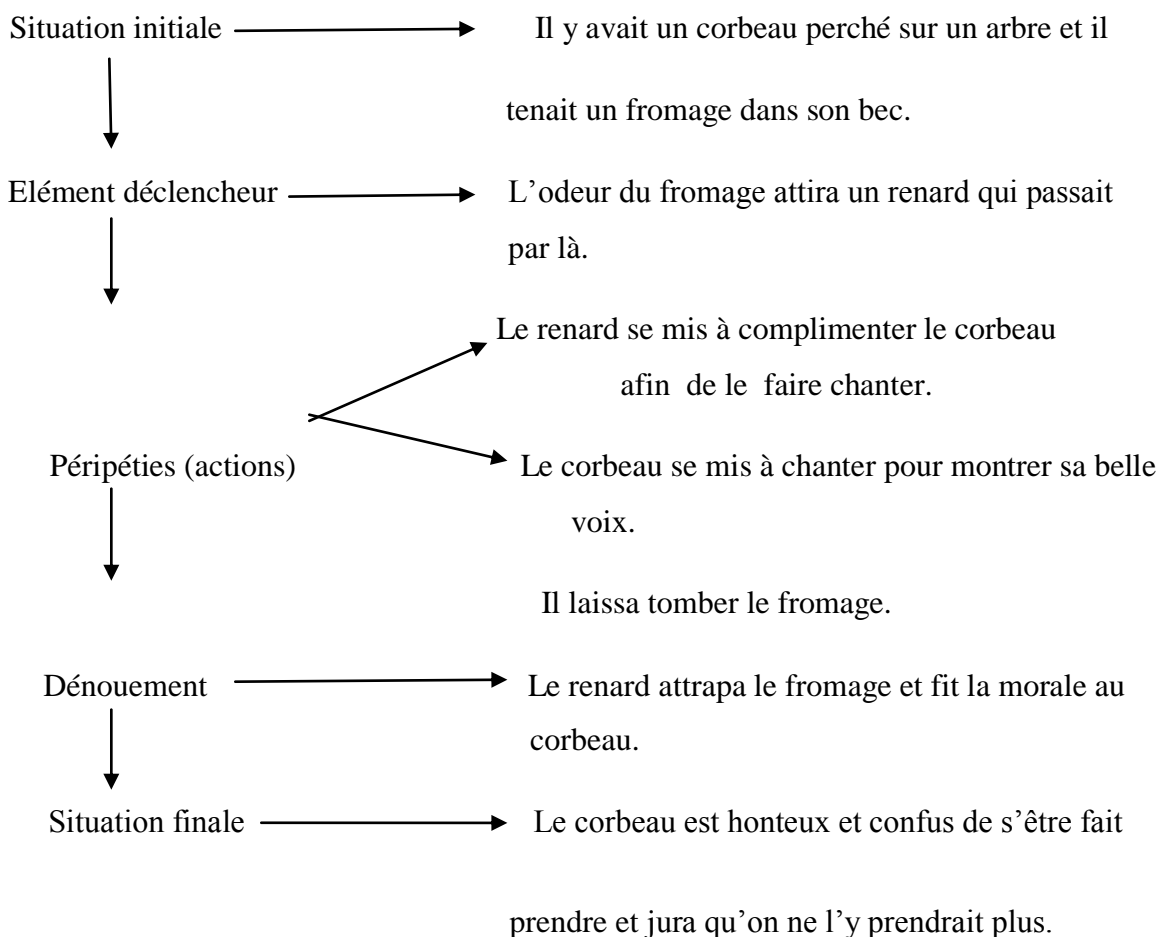 Situation initiale Il y avait un corbeau perché sur un arbre et il
tenait un fromage dans son bec.
Elément déclencheur L’odeur du fromage attira un renard qui passait
par là.
Le renard se mis à complimenter le corbeau
afin de le faire chanter.
Péripéties (actions) Le corbeau se mis à chanter pour montrer sa belle
voix.
Il laissa tomber le fromage.
Dénouement Le renard attrapa le fromage et fit la morale au
corbeau.
Situation finale Le corbeau est honteux et confus de s’être fait
prendre et jura qu’on ne l’y prendrait plus.